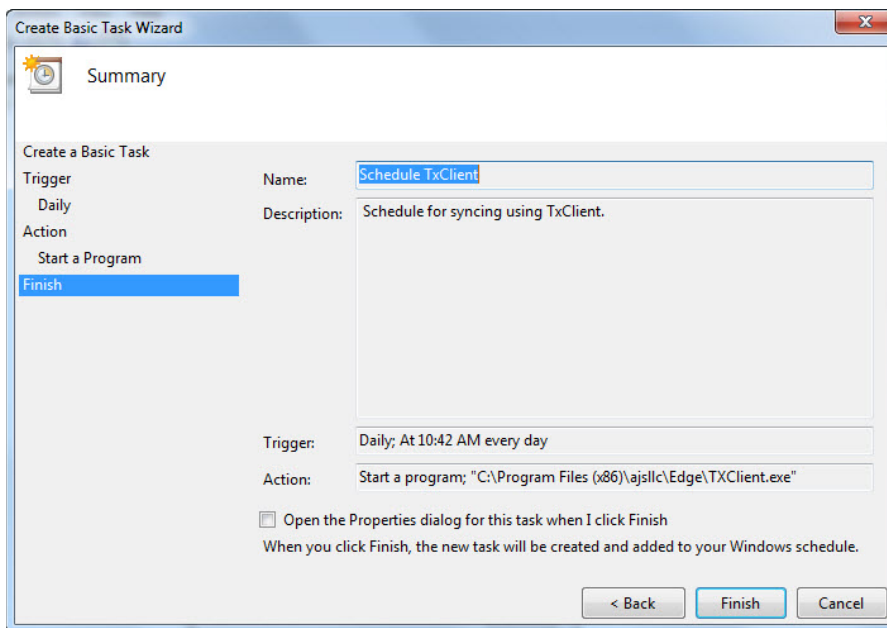 Create Basic Task Wizard
Summary
Create a Basic Task
Trigger
Daily
Action
Start a Program
Finish
Name:
Schedule TxClient
Description:
Schedule for syncing using TxClient.
Trigger:
Daily; At 10:42 AM every day
Action:
Start a program; "C:\Program Files (x86)\ajsllc\Edge\TXClient.exe"
Open the Properties dialog for this task when I click Finish
When you click Finish, the new task will be created and added to your Windows schedule.
< Back
Finish
Cancel